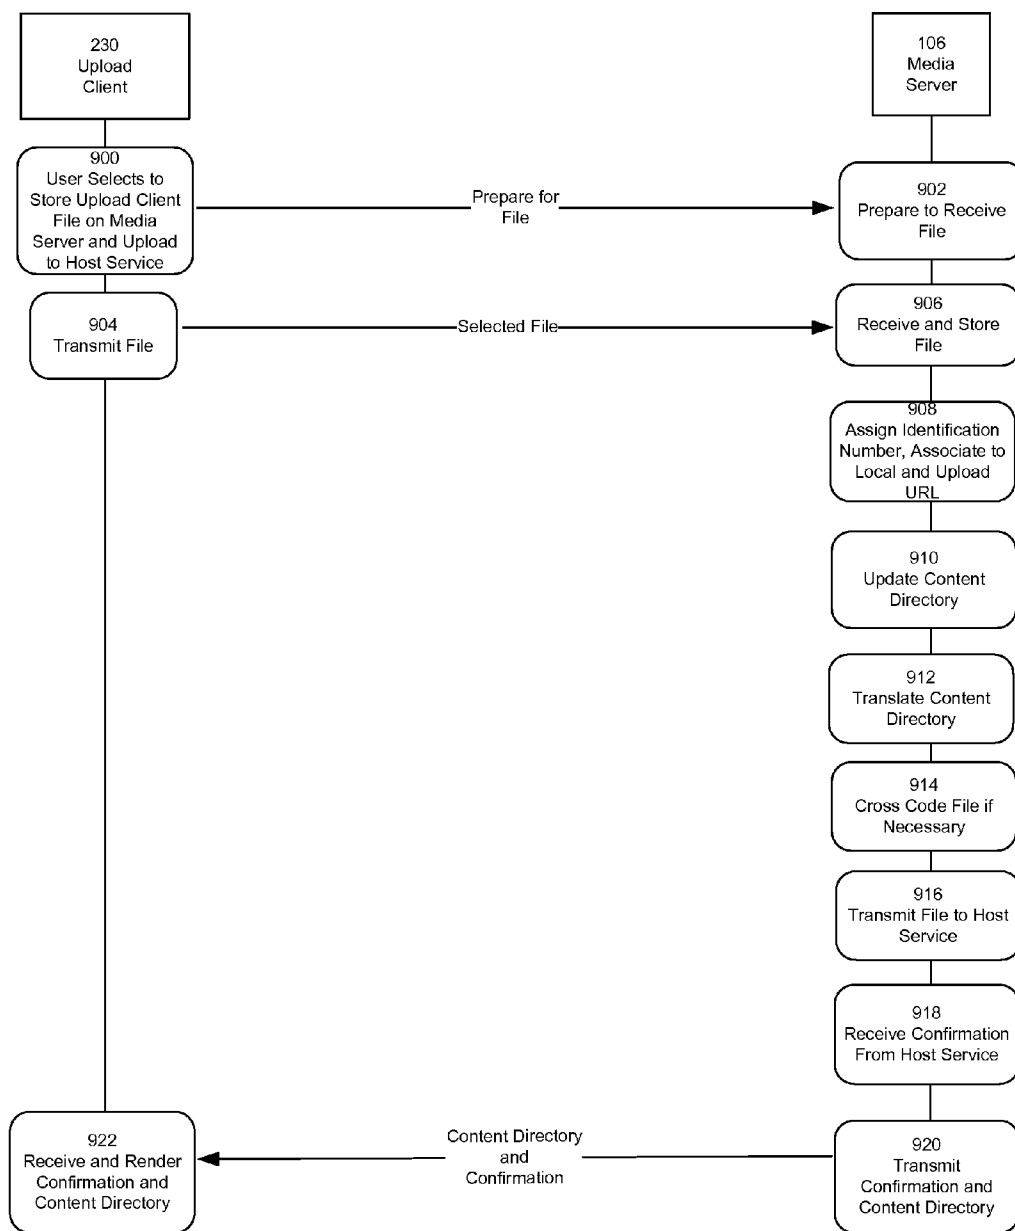 230
Upload
Client
106
Media
Server
900
User Selects to
Store Upload Client
File on Media
Server and Upload
to Host Service
Prepare for
File
902
Prepare to Receive
File
904
Transmit File
Selected File
906
Receive and Store
File
908
Assign Identification
Number, Associate to
Local and Upload
URL
910
Update Content
Directory
912
Translate Content
Directory
914
Cross Code File if
Necessary
916
Transmit File to Host
Service
918
Receive Confirmation
From Host Service
922
Receive and Render
Confirmation and
Content Directory
Content Directory
and
Confirmation
920
Transmit
Confirmation and
Content Directory